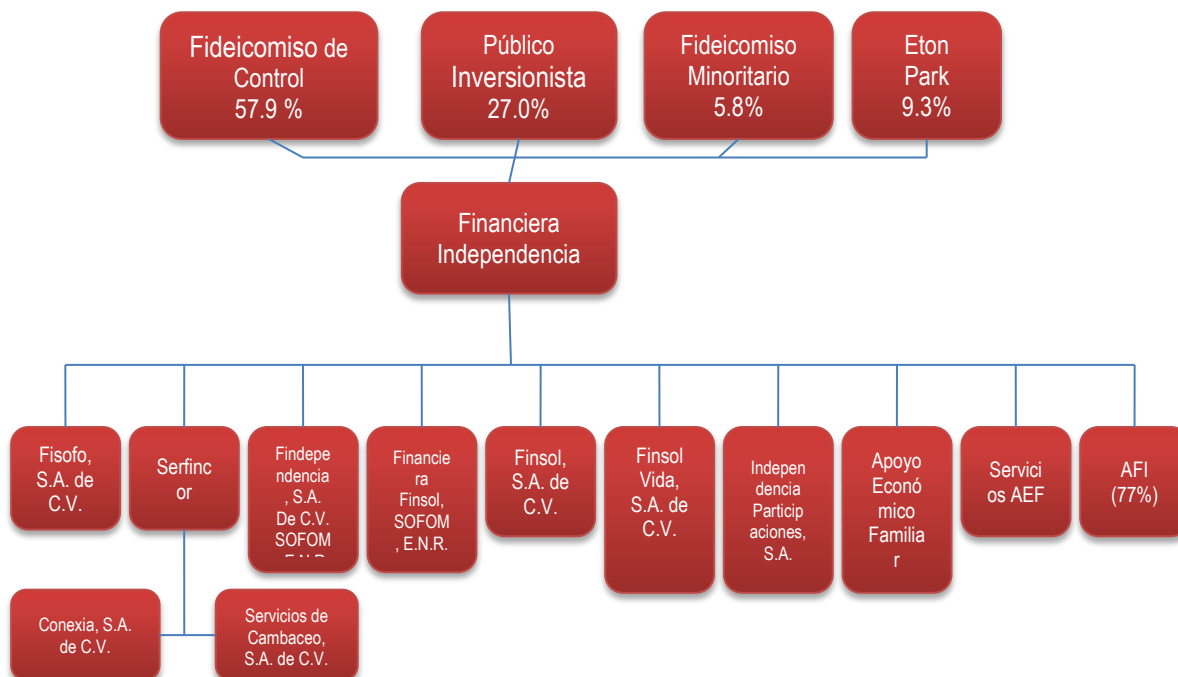 Fideicomiso de
Control
57.9 %
Público
Inversionista
27.0%
Fideicomiso
Minoritario
5.8%
Eton
Park
9.3%
Financiera
Independencia
Fisofo,
S.A. de
C.V.
Serfinc
or
Findepe
ndencia
, S.A.
De C.V.
SOFOM
, E.N.R.
Financie
ra
Finsol,
SOFOM
, E.N.R.
Finsol,
S.A. de
C.V.
Finsol
Vida,
S.A. de
C.V.
Indepen
dencia
Particip
aciones,
S.A.
Apoyo
Econó
mico
Familia
r
Servici
os AEF
AFI
(77%)
Conexia, S.A.
de C.V.
Servicios de
Cambaceo,
S.A. de C.V.